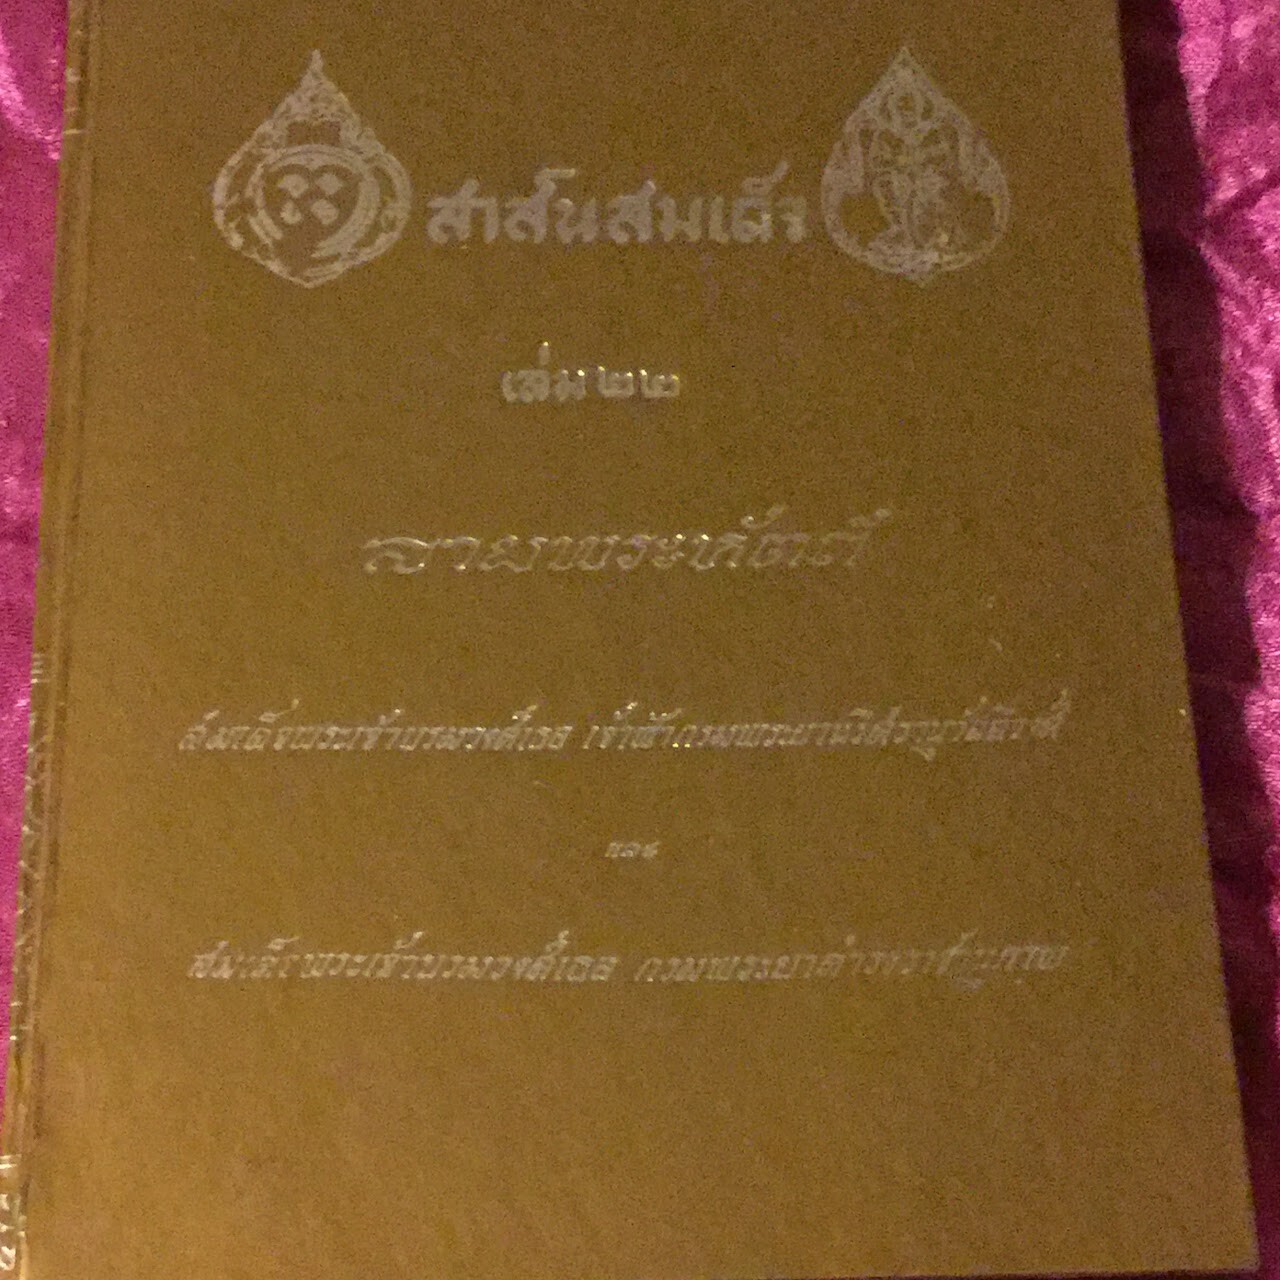 สาส์นสมเด็จ
เล่ม ๒๒
ลายพระหัตถ์
สมเด็จพระเจ้าบรมวงศ์เธอ เจ้าฟ้ากรมพระยานริศรานุวัดติวงศ์
และ
สมเด็จพระเจ้าบรมวงศ์เธอ กรมพระยาดำรงราชานุภาพ